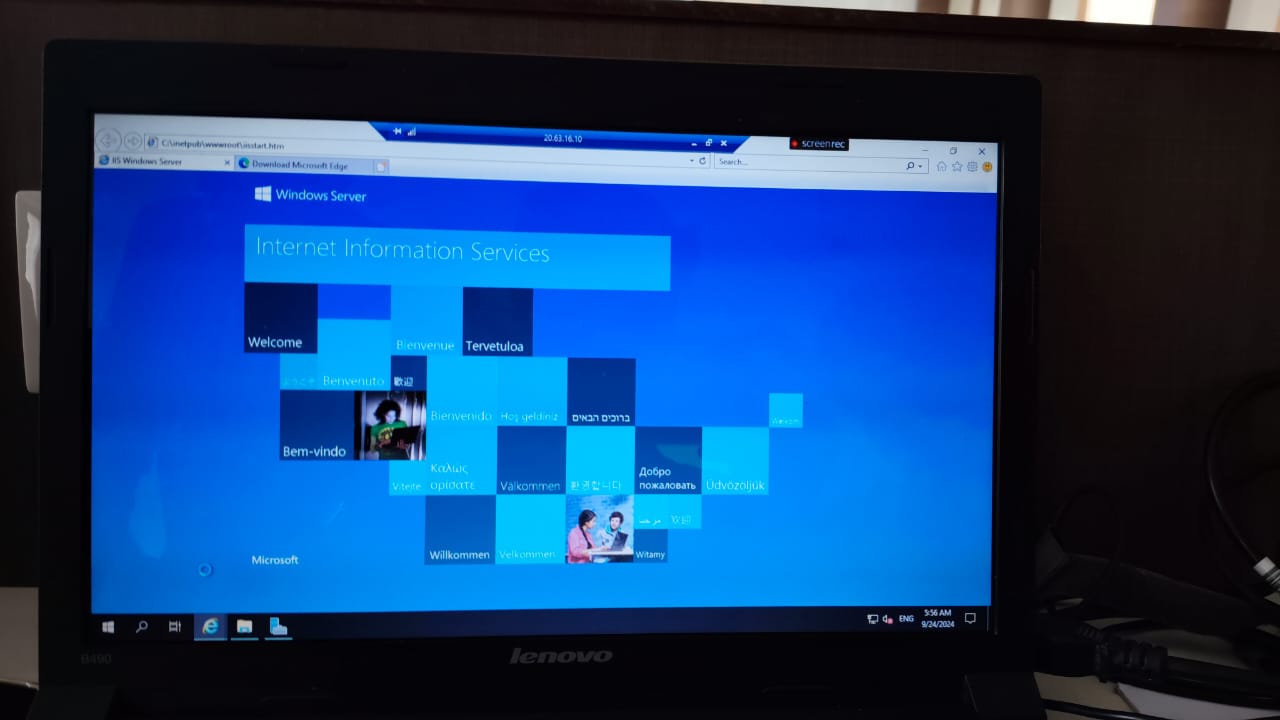 20.63.16.10
screenrec
C:\inetpub\wwwroot\iisstart.htm
Search...
IIS Windows Server
Download Microsoft Edge
Windows Server
Internet Information Services
Welcome
Bienvenue
Tervetuloa
ようこそ
Benvenuto
歡迎
Bem-vindo
Bienvenido
Hoş geldiniz
ברוכים הבאים
Welkom
Vítejte
Καλώς
ορίσατε
Välkommen
환영합니다
Добро
пожаловать
Üdvözöljük
Microsoft
Willkommen
Velkommen
مرحبا
欢迎
Witamy
ENG
5:56 AM
9/24/2024
B490
lenovo